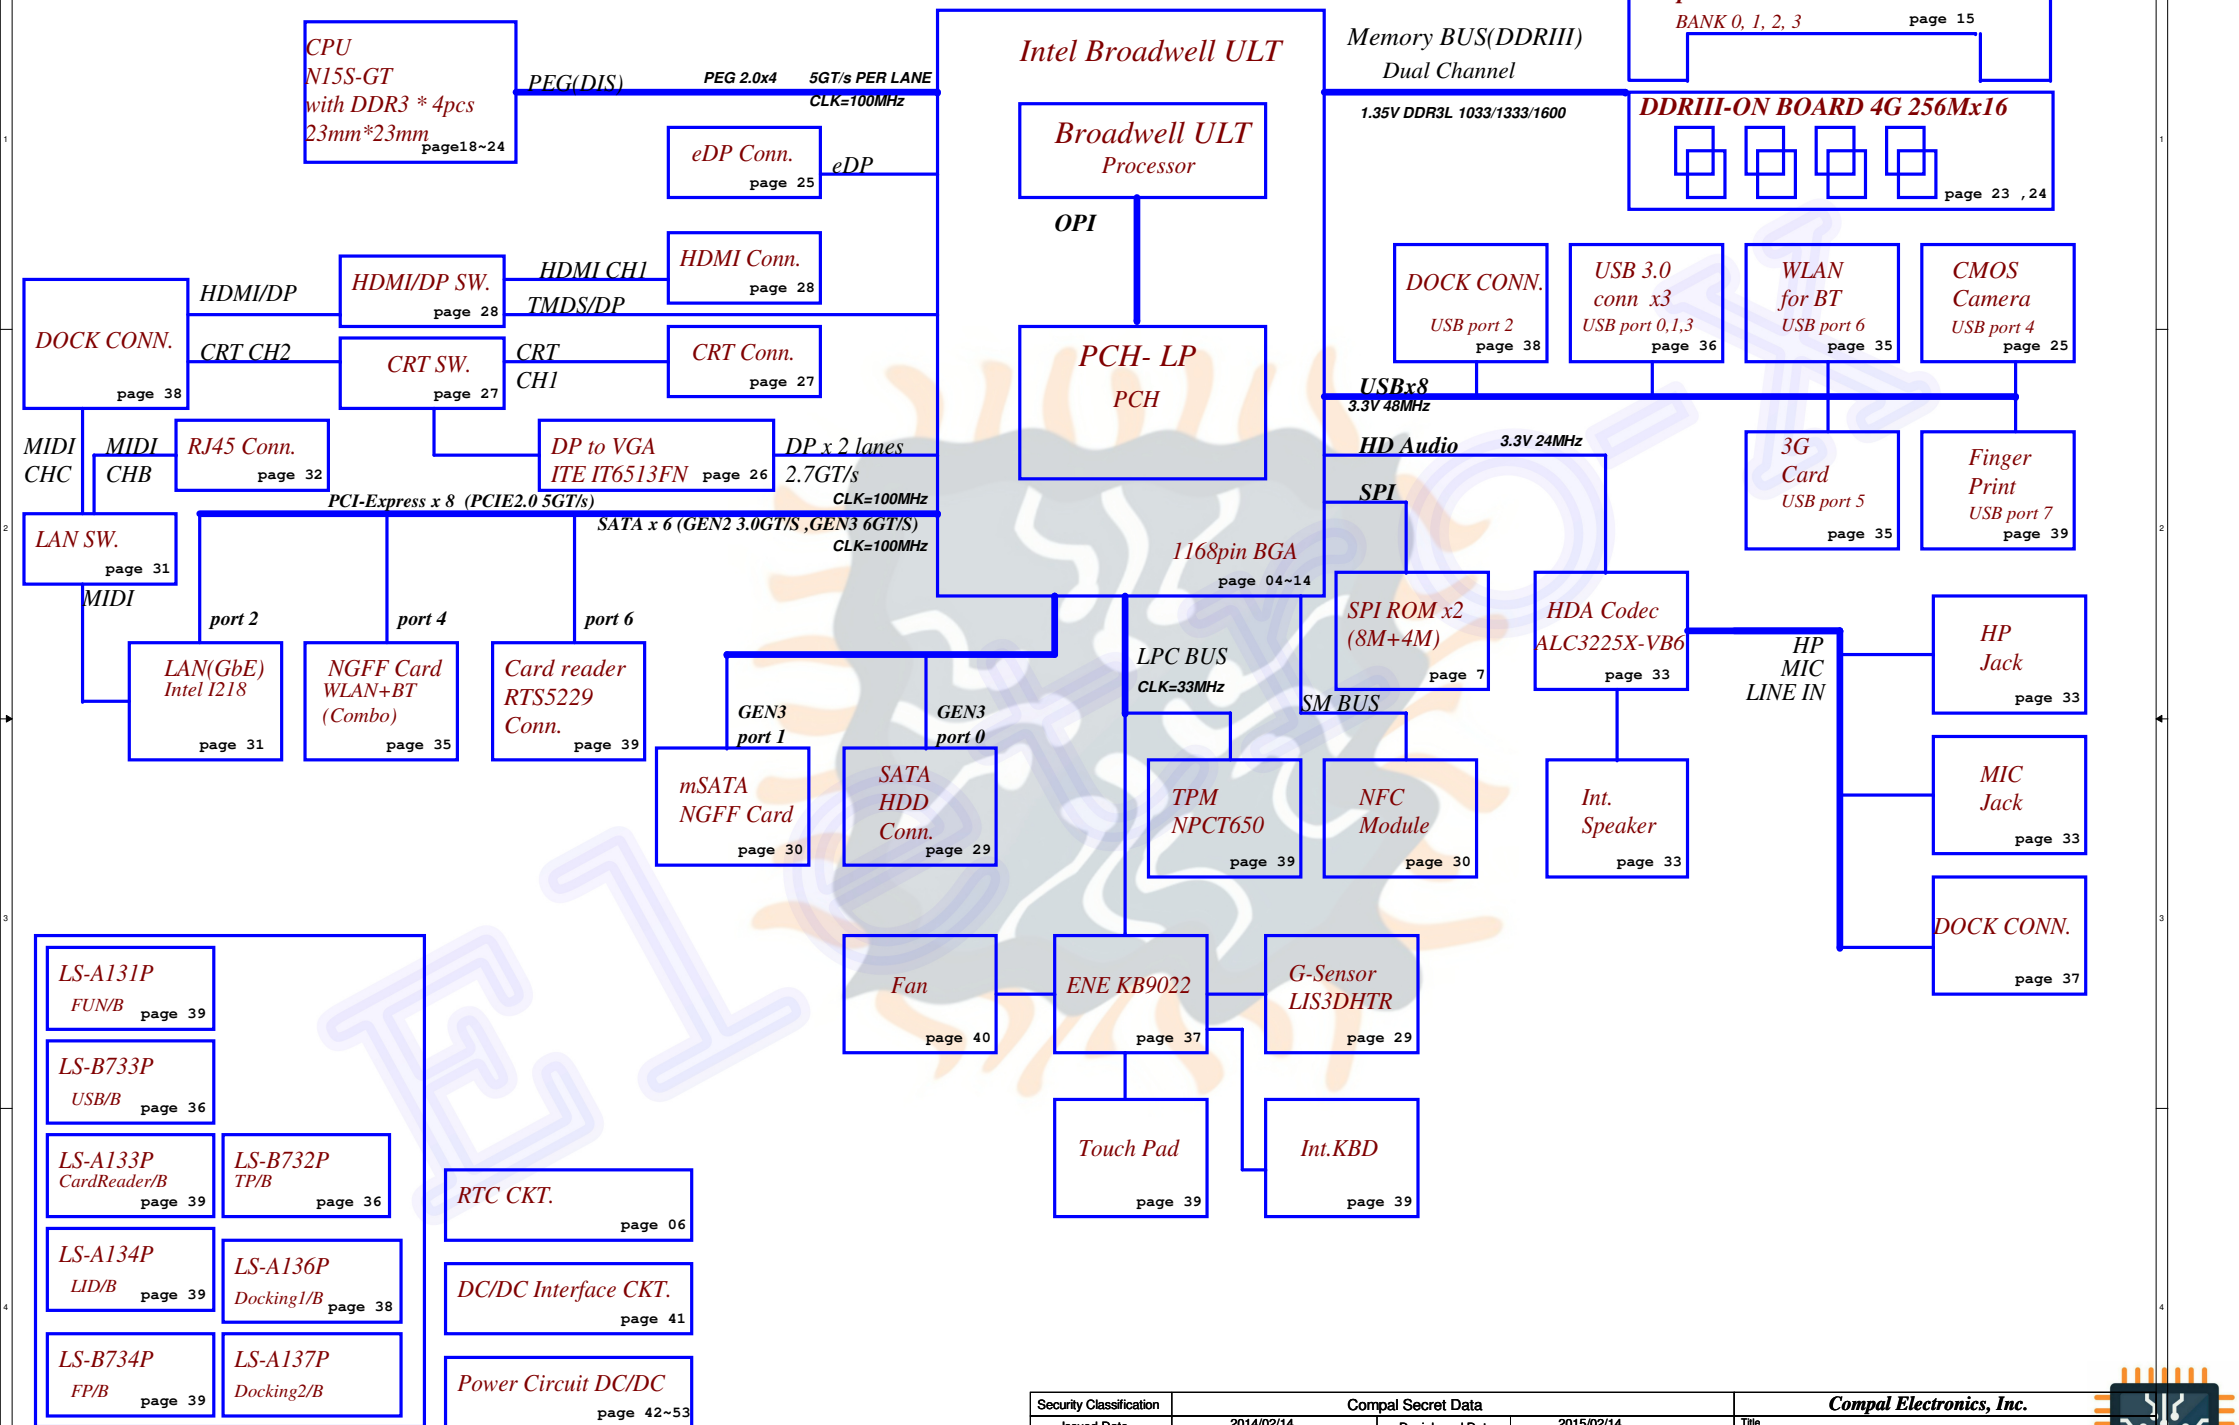 CPU
N15S-GT
with DDR3 * 4pcs
23mm*23mm
page18~24
PEG(DIS)
PEG 2.0x4
5GT/s PER LANE
CLK=100MHz
Intel Broadwell ULT
Broadwell ULT
Processor
OPI
PCH- LP
PCH
1168pin BGA
page 04~14
Memory BUS(DDRIII)
Dual Channel
1.35V DDR3L 1033/1333/1600
BANK 0, 1, 2, 3
page 15
DDRIII-ON BOARD 4G 256Mx16
page 23 ,24
eDP Conn.
page 25
eDP
HDMI Conn.
page 28
HDMI CH1
HDMI/DP SW.
page 28
TMDS/DP
HDMI/DP
DOCK CONN.
page 38
CRT CH2
CRT SW.
page 27
CRT
CH1
CRT Conn.
page 27
MIDI
CHC
MIDI
CHB
RJ45 Conn.
page 32
DP to VGA
ITE IT6513FN
page 26
DP x 2 lanes
2.7GT/s
CLK=100MHz
PCI-Express x 8 (PCIE2.0 5GT/s)
SATA x 6 (GEN2 3.0GT/S ,GEN3 6GT/S)
CLK=100MHz
LAN SW.
page 31
MIDI
port 2
port 4
port 6
LAN(GbE)
Intel I218
page 31
NGFF Card
WLAN+BT
(Combo)
page 35
Card reader
RTS5229
Conn.
page 39
GEN3
port 1
GEN3
port 0
mSATA
NGFF Card
page 30
SATA
HDD
Conn.
page 29
LPC BUS
CLK=33MHz
SM BUS
TPM
NPCT650
page 39
NFC
Module
page 30
DOCK CONN.
USB port 2
page 38
USB 3.0
conn x3
USB port 0,1,3
page 36
WLAN
for BT
USB port 6
page 35
CMOS
Camera
USB port 4
page 25
USBx8
3.3V 48MHz
HD Audio
3.3V 24MHz
SPI
3G
Card
USB port 5
page 35
Finger
Print
USB port 7
page 39
SPI ROM x2
(8M+4M)
page 7
HDA Codec
ALC3225X-VB6
page 33
HP
MIC
LINE IN
HP
Jack
page 33
MIC
Jack
page 33
Int.
Speaker
page 33
DOCK CONN.
page 37
Fan
page 40
ENE KB9022
page 37
G-Sensor
LIS3DHTR
page 29
Touch Pad
page 39
Int.KBD
page 39
LS-A131P
FUN/B
page 39
LS-B733P
USB/B
page 36
LS-A133P
CardReader/B
page 39
LS-B732P
TP/B
page 36
LS-A134P
LID/B
page 39
LS-A136P
Docking1/B
page 38
LS-B734P
FP/B
page 39
LS-A137P
Docking2/B
RTC CKT.
page 06
DC/DC Interface CKT.
page 41
Power Circuit DC/DC
page 42~53
Security Classification
Compal Secret Data
Compal Electronics, Inc.
2014/02/14
2015/02/14
Title
1
2
3
4
1
2
3
4